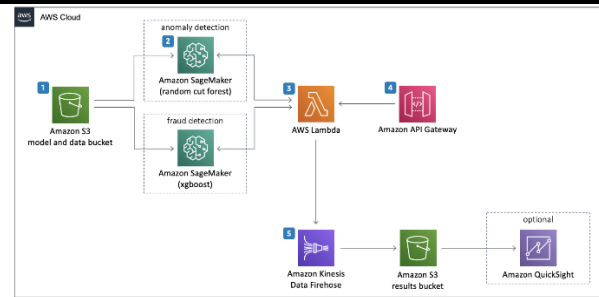 aws
AWS Cloud
anomaly detection
2
Amazon SageMaker
(random cut forest)
1
Amazon S3
model and data bucket
fraud detection
Amazon SageMaker
(xgboost)
3
AWS Lambda
4
Amazon API Gateway
5
Amazon Kinesis
Data Firehose
Amazon S3
results bucket
optional
Amazon QuickSight